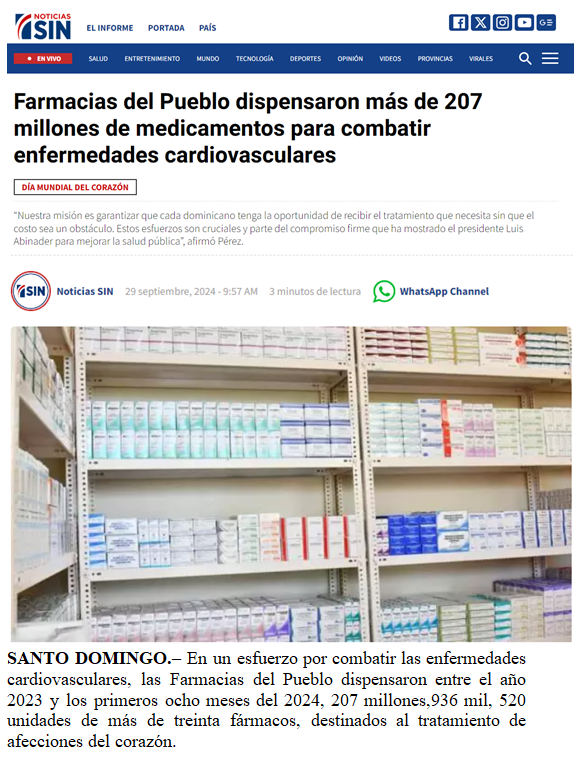 NOTICIAS
SIN
EL INFORME PORTADA PAÍS
EN VIVO SALUD ENTRETENIMIENTO MUNDO TECNOLOGÍA DEPORTES OPINIÓN VIDEOS PROVINCIAS VIRALES
Farmacias del Pueblo dispensaron más de 207
millones de medicamentos para combatir
enfermedades cardiovasculares
DÍA MUNDIAL DEL CORAZÓN
"Nuestra misión es garantizar que cada dominicano tenga la oportunidad de recibir el tratamiento que necesita sin que el
costo sea un obstáculo. Estos esfuerzos son cruciales y parte del compromiso firme que ha mostrado el presidente Luis
Abinader para mejorar la salud pública", afirmó Pérez.
SIN Noticias SIN 29 septiembre, 2024 - 9:57 AM 3 minutos de lectura WhatsApp Channel
SANTO DOMINGO.– En un esfuerzo por combatir las enfermedades
cardiovasculares, las Farmacias del Pueblo dispensaron entre el año
2023 y los primeros ocho meses del 2024, 207 millones,936 mil, 520
unidades de más de treinta fármacos, destinados al tratamiento de
afecciones del corazón.